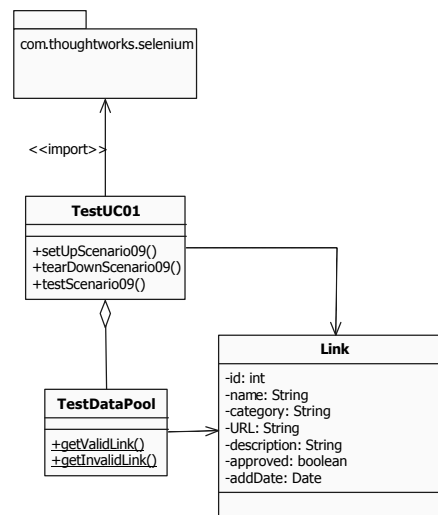 com.thoughtworks.selenium
<<import>>
TestUC01
+setUpScenario09()
+tearDownScenario09()
+testScenario09()
Link
-id: int
-name: String
-category: String
-URL: String
-description: String
-approved: boolean
-addDate: Date
TestDataPool
+getValidLink()
+getInvalidLink()